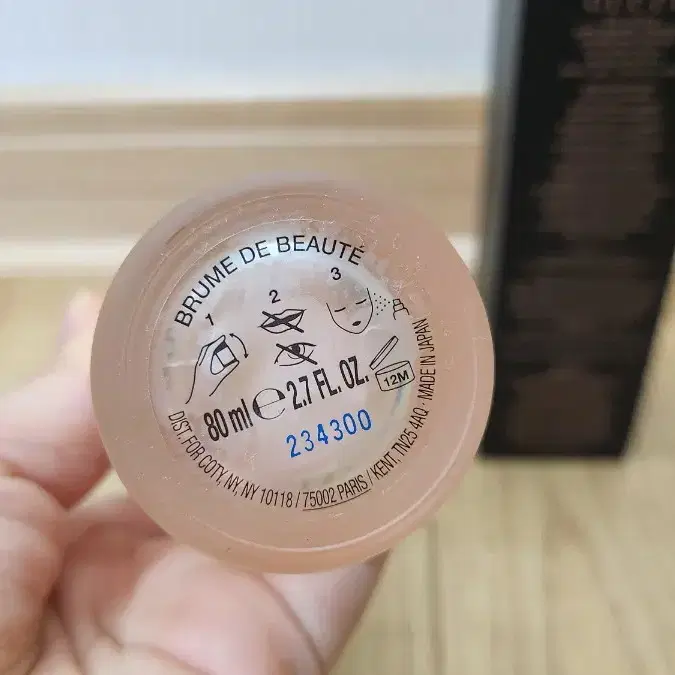 BRUME DE BEAUTÉ
1 2 3
80 ml ℮ 2.7 FL. OZ.
12M
234300
DIST. FOR COTY, NY, NY 10118 / 75002 PARIS / KENT, TN25 4AQ · MADE IN JAPAN